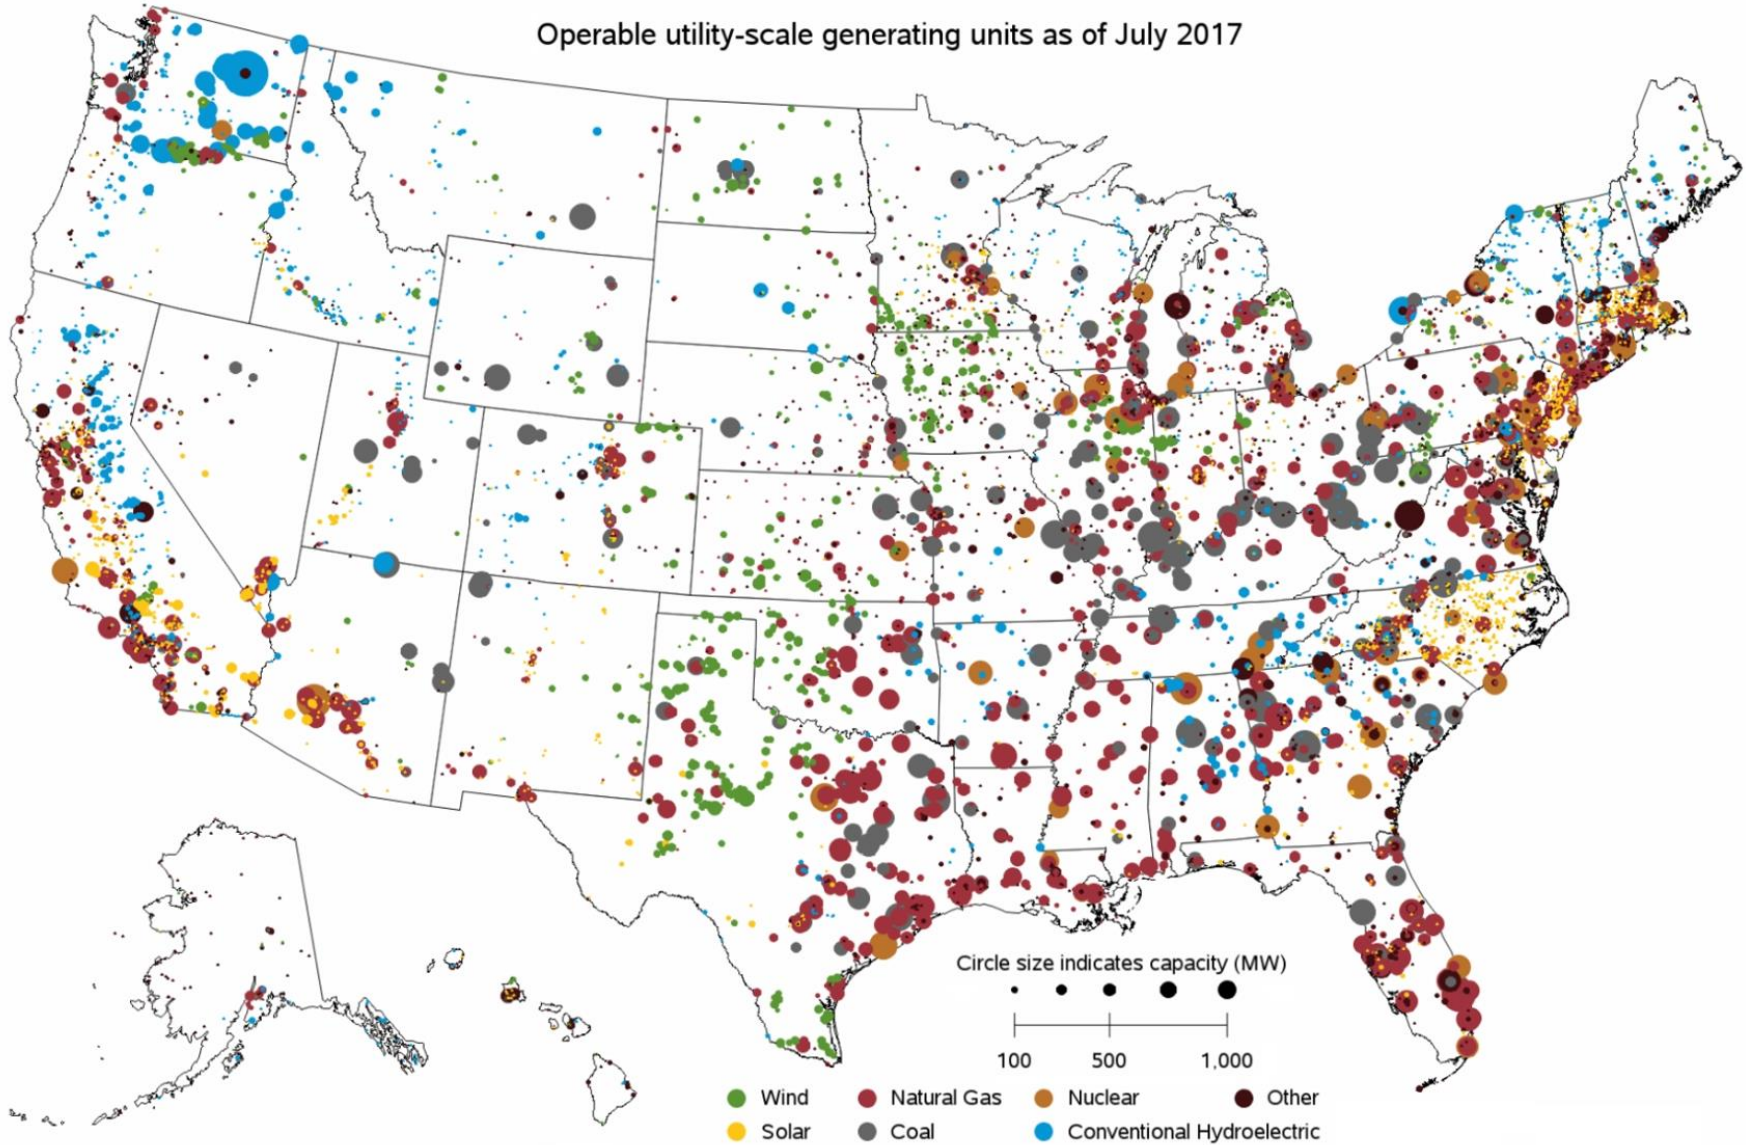 Operable utility-scale generating units as of July 2017
Circle size indicates capacity (MW)
100 500 1,000
Wind Natural Gas Nuclear Other
Solar Coal Conventional Hydroelectric